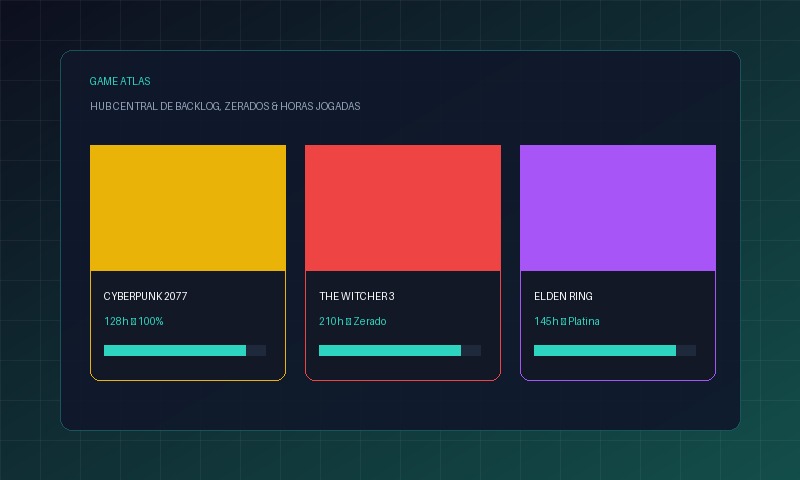 GAME ATLAS
HUB CENTRAL DE BACKLOG, ZERADOS & HORAS JOGADAS
CYBERPUNK 2077
128h ▯ 100%
THE WITCHER 3
210h ▯ Zerado
ELDEN RING
145h ▯ Platina